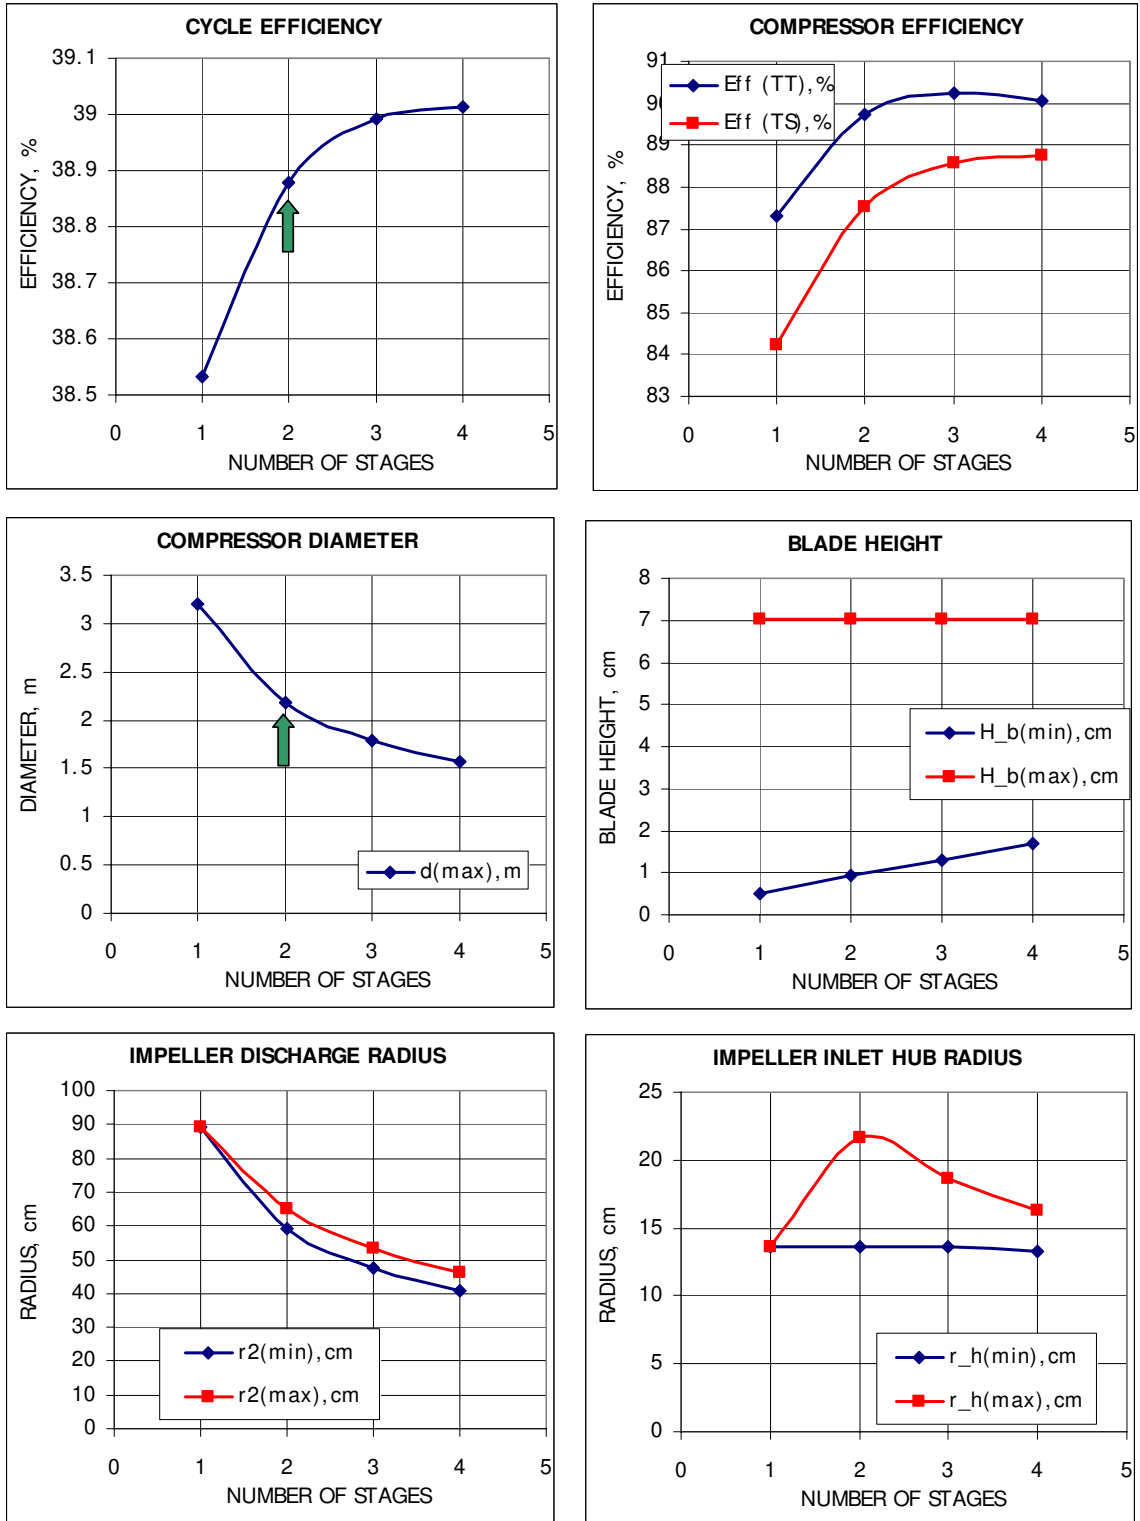 CYCLE EFFICIENCY
39.1
39
38.9
38.8
38.7
38.6
38.5
EFFICIENCY, %
0 1 2 3 4 5
NUMBER OF STAGES
COMPRESSOR EFFICIENCY
91
90
89
88
87
86
85
84
83
Eff (TT), %
Eff (TS), %
EFFICIENCY, %
0 1 2 3 4 5
NUMBER OF STAGES
COMPRESSOR DIAMETER
3.5
3
2.5
2
1.5
1
0.5
0
DIAMETER, m
d(max), m
0 1 2 3 4 5
NUMBER OF STAGES
BLADE HEIGHT
8
7
6
5
4
3
2
1
0
BLADE HEIGHT, cm
H_b(min), cm
H_b(max), cm
0 1 2 3 4 5
NUMBER OF STAGES
IMPELLER DISCHARGE RADIUS
100
90
80
70
60
50
40
30
20
10
0
RADIUS, cm
r2(min), cm
r2(max), cm
0 1 2 3 4 5
NUMBER OF STAGES
IMPELLER INLET HUB RADIUS
25
20
15
10
5
0
RADIUS, cm
r_h(min), cm
r_h(max), cm
0 1 2 3 4 5
NUMBER OF STAGES